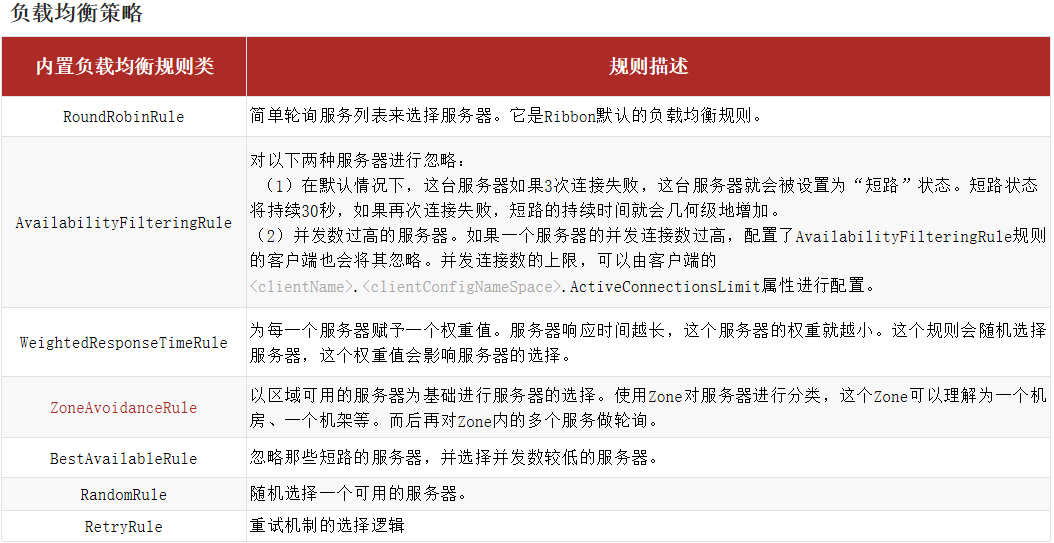 负载均衡策略
内置负载均衡规则类
规则描述
RoundRobinRule
简单轮询服务列表来选择服务器。它是Ribbon默认的负载均衡规则。
AvailabilityFilteringRule
对以下两种服务器进行忽略：
（1）在默认情况下，这台服务器如果3次连接失败，这台服务器就会被设置为“短路”状态。短路状态
将持续30秒，如果再次连接失败，短路的持续时间就会几何级地增加。
（2）并发数过高的服务器。如果一个服务器的并发连接数过高，配置了AvailabilityFilteringRule规则
的客户端也会将其忽略。并发连接数的上限，可以由客户端的
<clientName>.<clientConfigNameSpace>.ActiveConnectionsLimit属性进行配置。
WeightedResponseTimeRule
为每一个服务器赋予一个权重值。服务器响应时间越长，这个服务器的权重就越小。这个规则会随机选择
服务器，这个权重值会影响服务器的选择。
ZoneAvoidanceRule
以区域可用的服务器为基础进行服务器的选择。使用Zone对服务器进行分类，这个Zone可以理解为一个机
房、一个机架等。而后再对Zone内的多个服务做轮询。
BestAvailableRule
忽略那些短路的服务器，并选择并发数较低的服务器。
RandomRule
随机选择一个可用的服务器。
RetryRule
重试机制的选择逻辑